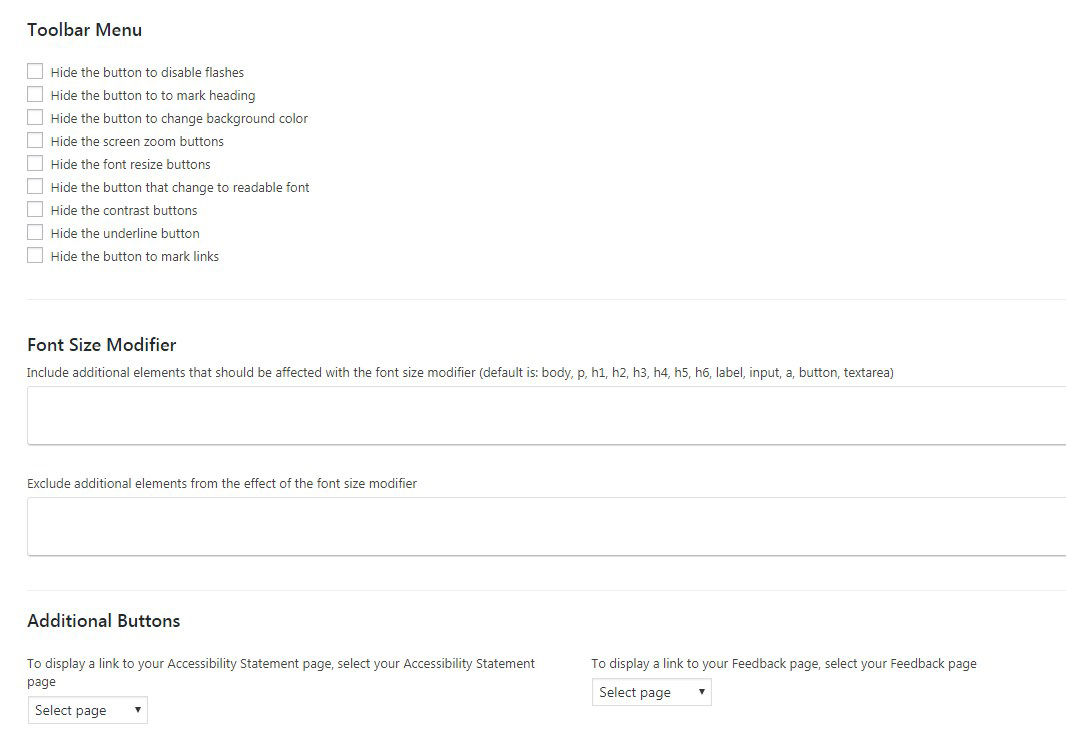 Toolbar Menu
Hide the button to disable flashes
Hide the button to to mark heading
Hide the button to change background color
Hide the screen zoom buttons
Hide the font resize buttons
Hide the button that change to readable font
Hide the contrast buttons
Hide the underline button
Hide the button to mark links
Font Size Modifier
Include additional elements that should be affected with the font size modifier (default is: body, p, h1, h2, h3, h4, h5, h6, label, input, a, button, textarea)
Exclude additional elements from the effect of the font size modifier
Additional Buttons
To display a link to your Accessibility Statement page, select your Accessibility Statement
page
Select page
To display a link to your Feedback page, select your Feedback page
Select page